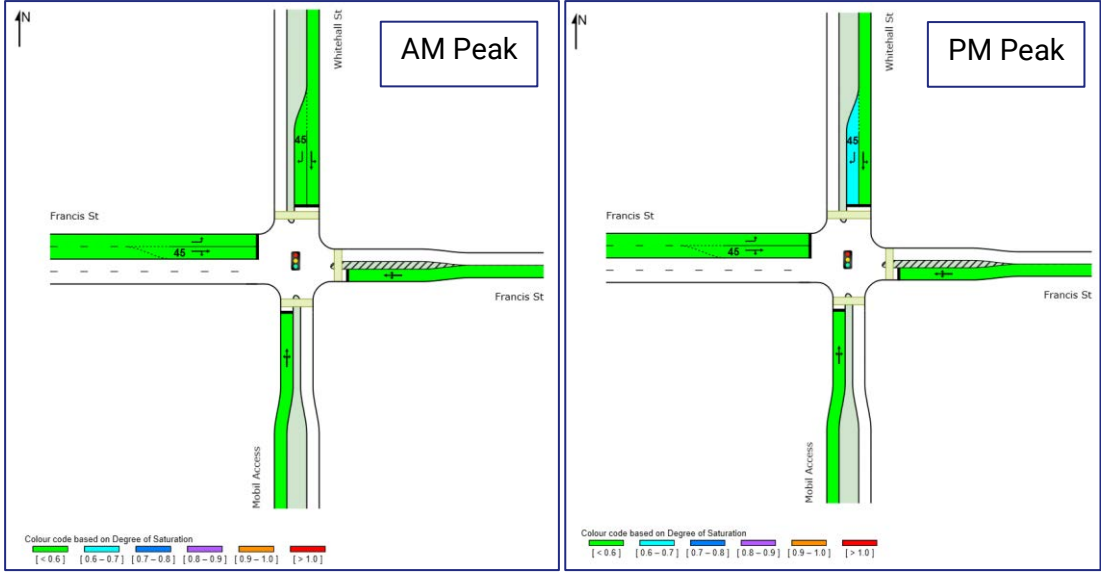 N
Whitehall St
AM Peak
45
Francis St
45
Francis St
Mobil Access
Colour code based on Degree of Saturation
[ < 0.6 ] [ 0.6 – 0.7 ] [ 0.7 – 0.8 ] [ 0.8 – 0.9 ] [ 0.9 – 1.0 ] [ > 1.0 ]
N
Whitehall St
PM Peak
45
Francis St
45
Francis St
Mobil Access
Colour code based on Degree of Saturation
[ < 0.6 ] [ 0.6 – 0.7 ] [ 0.7 – 0.8 ] [ 0.8 – 0.9 ] [ 0.9 – 1.0 ] [ > 1.0 ]